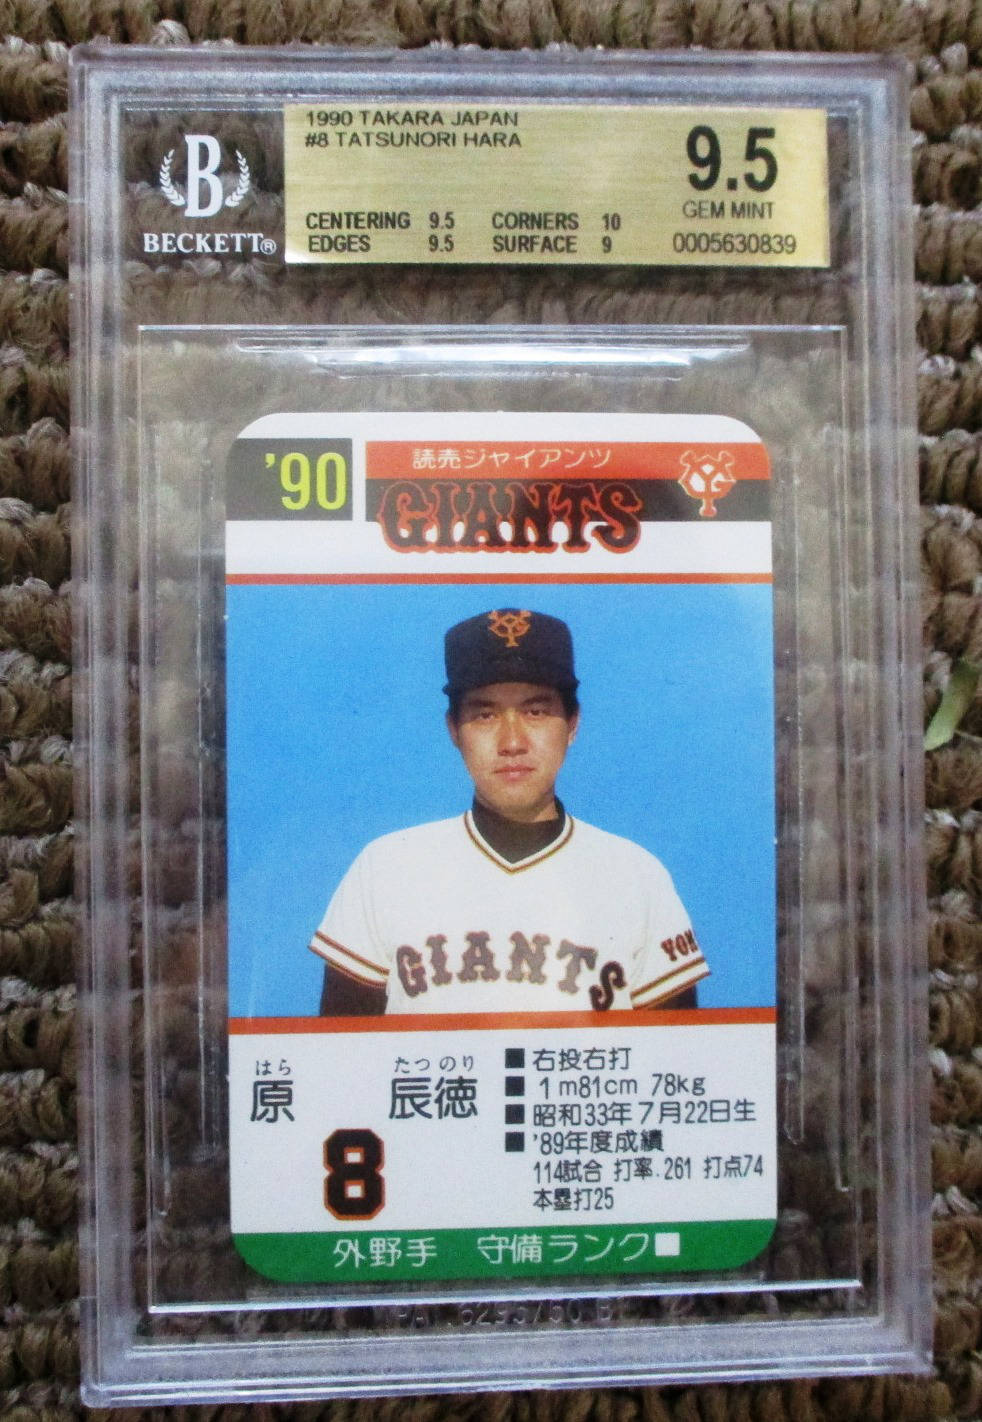 B
BECKETT®
1990 TAKARA JAPAN
#8 TATSUNORI HARA
CENTERING 9.5 CORNERS 10
EDGES 9.5 SURFACE 9
9.5
GEM MINT
0005630839
'90
読売ジャイアンツ
GIANTS
YG
YG
GIANTS
YOM
はら たつのり
原 辰徳
8
■右投右打
■1m81cm 78kg
■昭和33年7月22日生
■'89年度成績
114試合 打率.261 打点74
本塁打25
外野手 守備ランク■